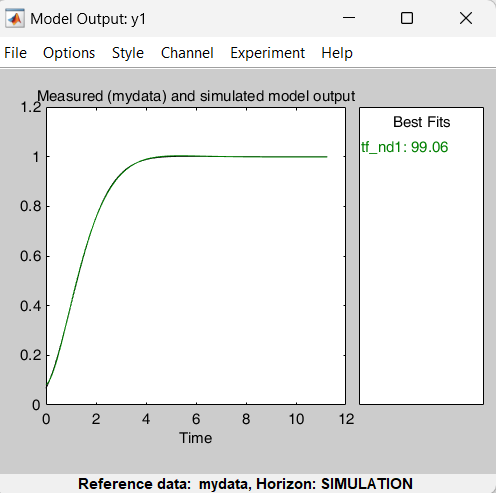 Model Output: y1
File Options Style Channel Experiment Help
Measured (mydata) and simulated model output
1.2
1
0.8
0.6
0.4
0.2
0
0 2 4 6 8 10 12
Time
Best Fits
tf_nd1: 99.06
Reference data: mydata, Horizon: SIMULATION